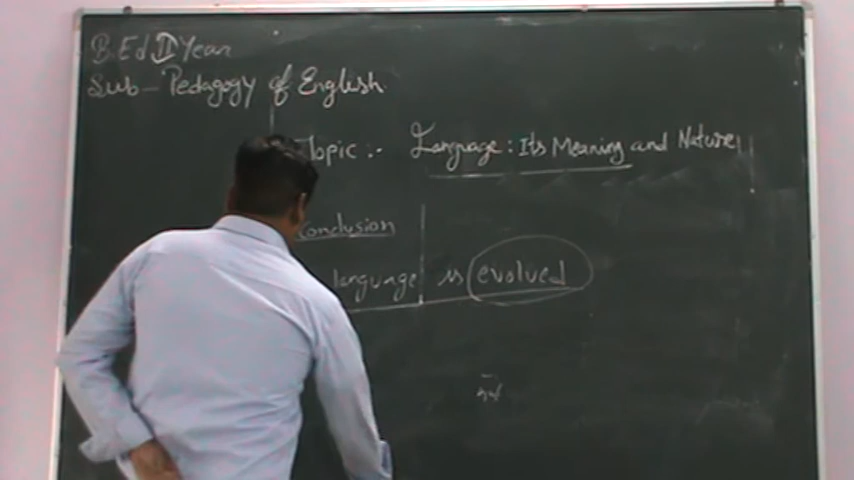 B.Ed II Year
Sub - Pedagogy of English
Topic :- Language : Its Meaning and Nature
Conclusion
language is evolved